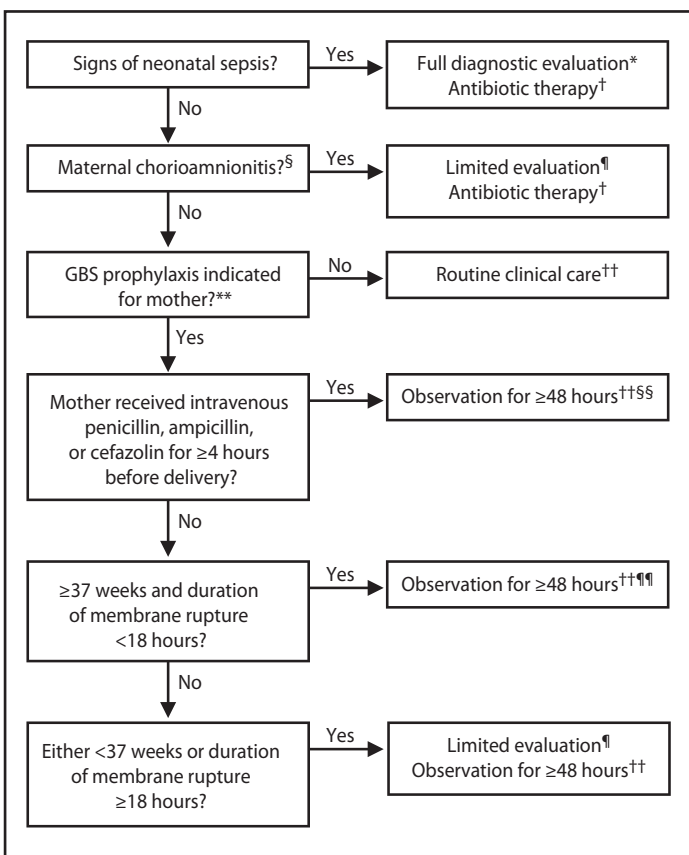 Signs of neonatal sepsis?
Yes
Full diagnostic evaluation*
Antibiotic therapy†
No
Maternal chorioamnionitis?§
Yes
Limited evaluation¶
Antibiotic therapy†
No
GBS prophylaxis indicated
for mother?**
No
Routine clinical care††
Yes
Mother received intravenous
penicillin, ampicillin,
or cefazolin for ≥4 hours
before delivery?
Yes
Observation for ≥48 hours††§§
No
≥37 weeks and duration
of membrane rupture
<18 hours?
Yes
Observation for ≥48 hours††¶¶
No
Either <37 weeks or duration
of membrane rupture
≥18 hours?
Yes
Limited evaluation¶
Observation for ≥48 hours††